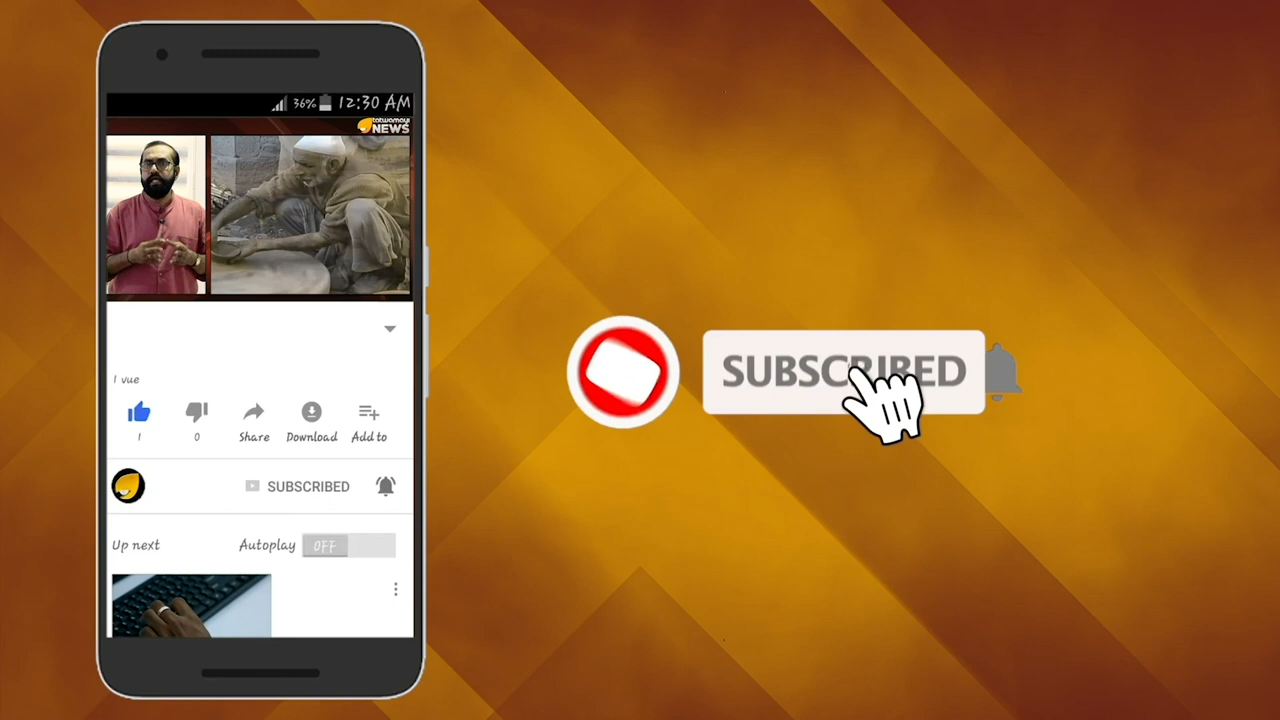 36% 12:30 AM
tatwamayi
NEWS
1 vue
1
0
Share
Download
Add to
SUBSCRIBED
Up next
Autoplay
OFF
SUBSCRIBED